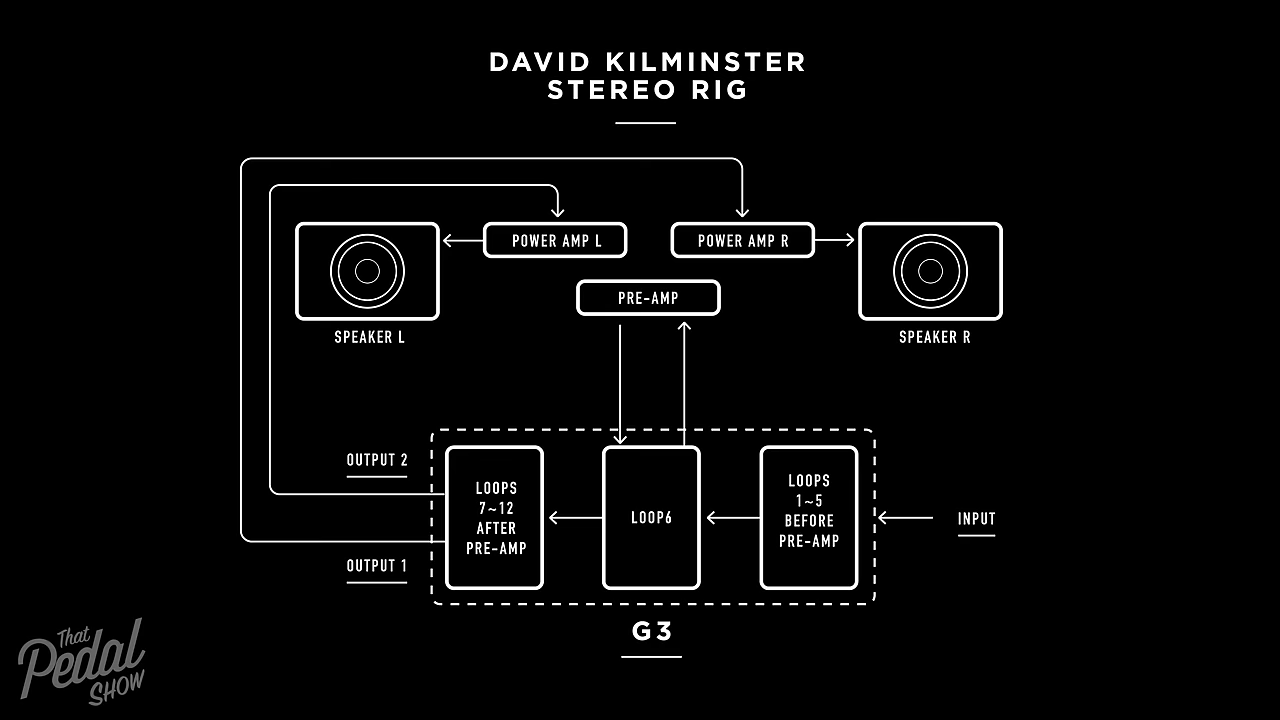 DAVID KILMINSTER
STEREO RIG
POWER AMP L
POWER AMP R
PRE-AMP
SPEAKER L
SPEAKER R
OUTPUT 2
LOOPS
7~12
AFTER
PRE-AMP
LOOP6
LOOPS
1~5
BEFORE
PRE-AMP
INPUT
OUTPUT 1
G3
That
Pedal
SHOW